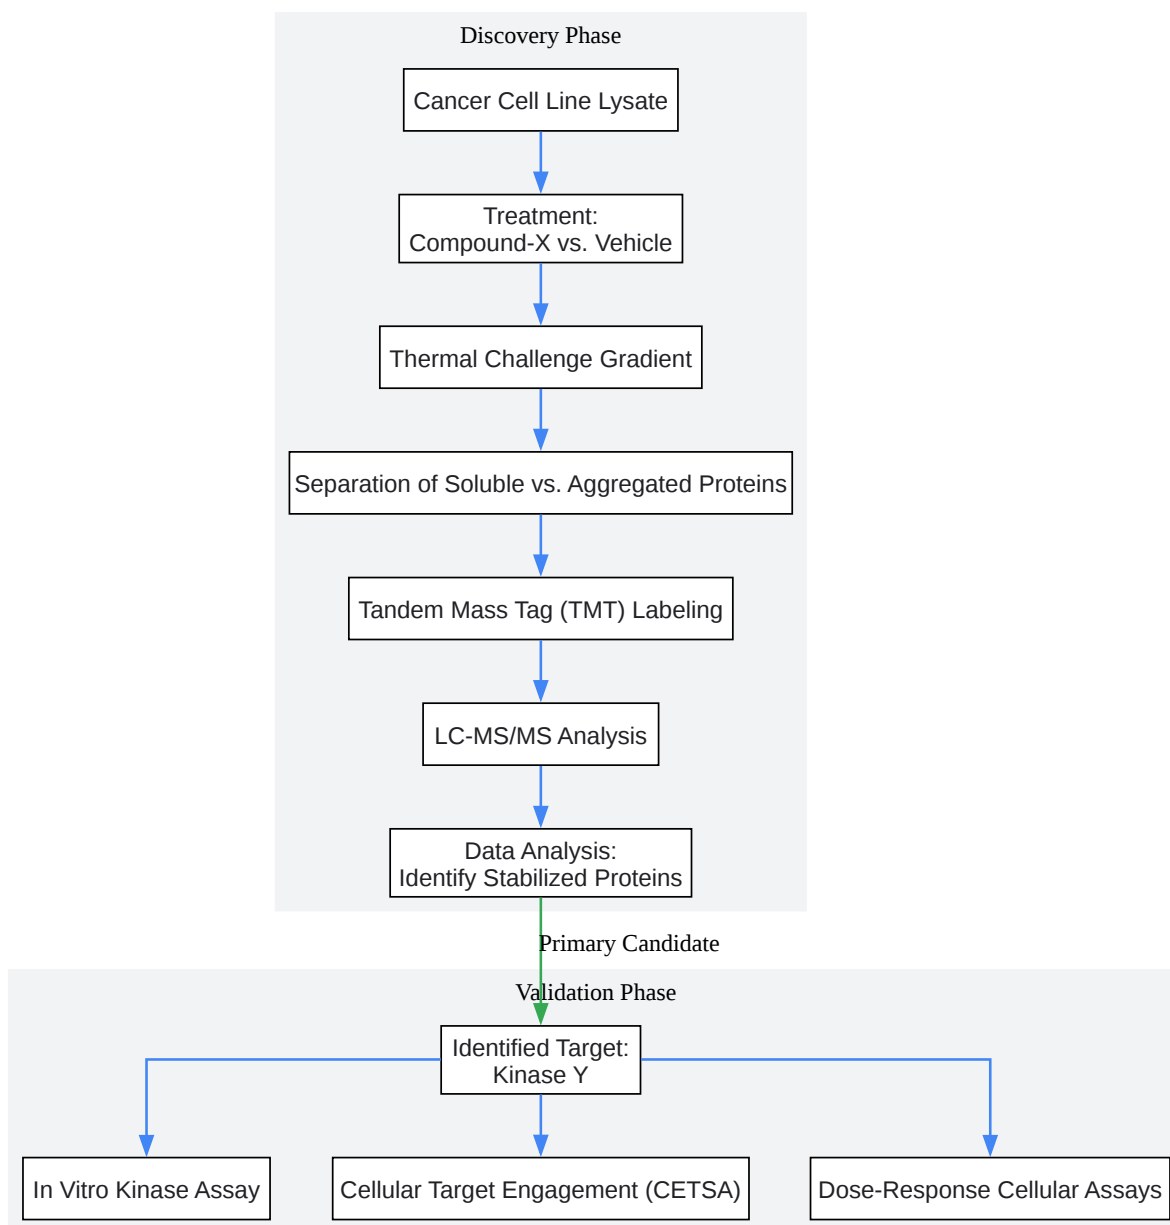 Discovery Phase
Cancer Cell Line Lysate
Treatment:
Compound-X vs. Vehicle
Thermal Challenge Gradient
Separation of Soluble vs. Aggregated Proteins
Tandem Mass Tag (TMT) Labeling
LC-MS/MS Analysis
Data Analysis:
Identify Stabilized Proteins
Primary Candidate
Validation Phase
Identified Target:
Kinase Y
In Vitro Kinase Assay
Cellular Target Engagement (CETSA)
Dose-Response Cellular Assays